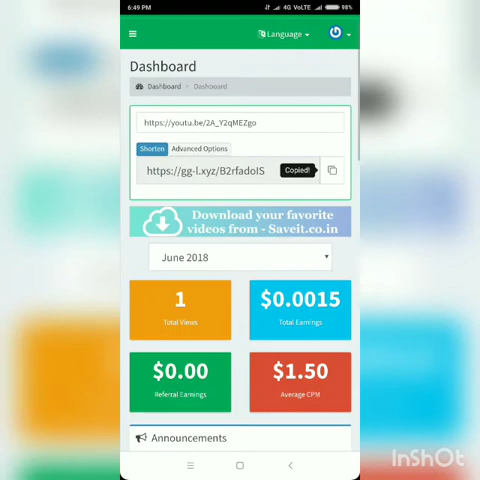 6:49 PM
4G VoLTE
98%
Language
Dashboard
Dashboard > Dashboard
https://youtu.be/2A_Y2qMEZgo
Shorten Advanced Options
https://gg-l.xyz/B2rfadoIS
Copied!
Download your favorite
videos from - Saveit.co.in
June 2018
1
Total Views
$0.0015
Total Earnings
$0.00
Referral Earnings
$1.50
Average CPM
Announcements
InShOt